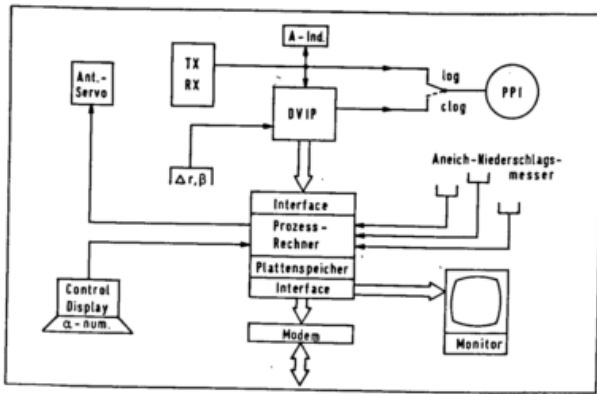 A-Ind.
TX
RX
Ant.-
Servo
log
PPI
clog
DVIP
Δr,β
Aneich-Niederschlags-
messer
Interface
Prozess-
Rechner
Plattenspeicher
Interface
Control
Display
α-num.
Modem
Monitor